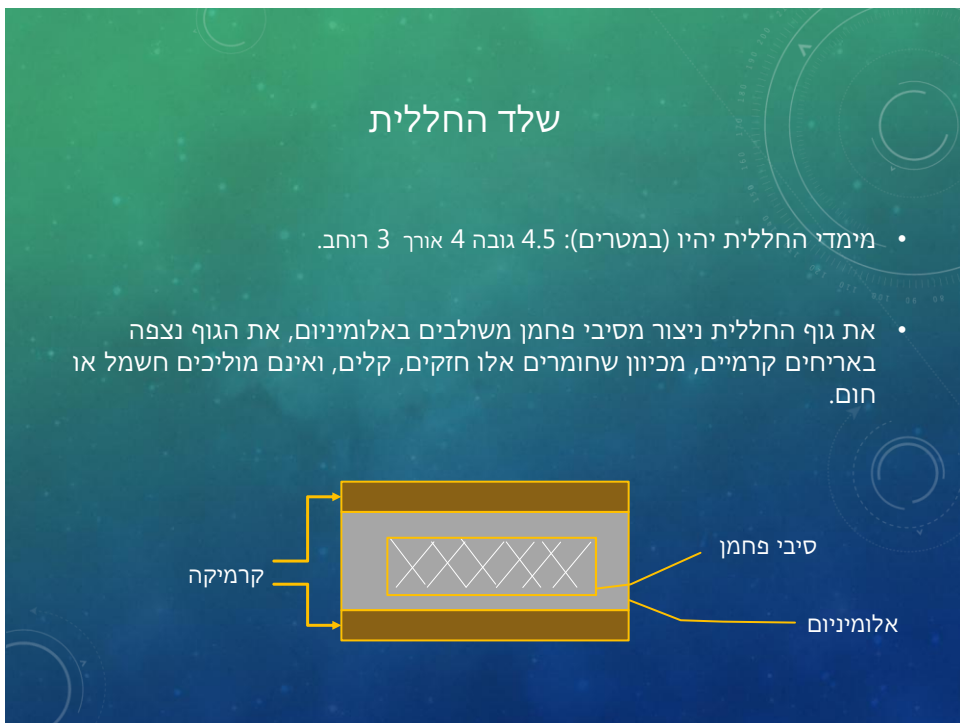 שלד החללית
• מימדי החללית יהיו (במטרים): 4.5 גובה 4 אורך 3 רוחב.
• את גוף החללית ניצור מסיבי פחמן משולבים באלומיניום, את הגוף נצפה
באריחים קרמיים, מכיוון שחומרים אלו חזקים, קלים, ואינם מוליכים חשמל או
חום.
סיבי פחמן
קרמיקה
אלומיניום